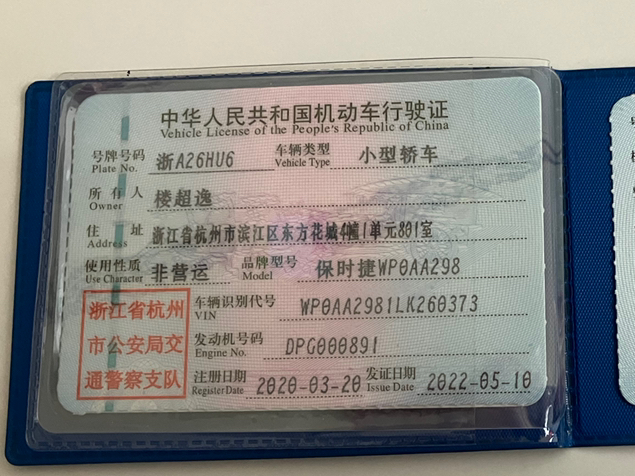 中华人民共和国机动车行驶证
Vehicle License of the People's Republic of China
号牌号码 浙A26HU6 车辆类型 小型轿车
Plate No. Vehicle Type
所有人 楼超逸
Owner
住址 浙江省杭州市滨江区东方花城4幢1单元801室
Address
使用性质 非营运 品牌型号 保时捷WP0AA298
Use Character Model
浙江省杭州
市公安局交
通警察支队
车辆识别代号 WP0AA2981LK260373
VIN
发动机号码 DPG000891
Engine No.
注册日期 2020-03-20 发证日期 2022-05-10
Register Date Issue Date